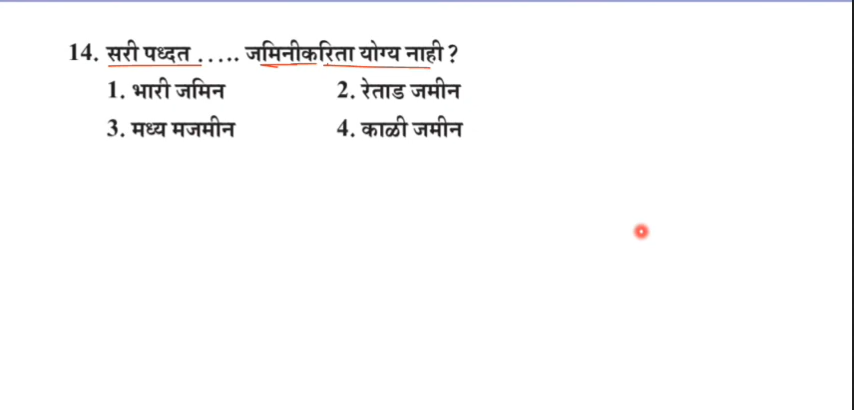 14. सरी पध्दत ..... जमिनीकरिता योग्य नाही ?
1. भारी जमिन 2. रेताड जमीन
3. मध्य मजमीन 4. काळी जमीन